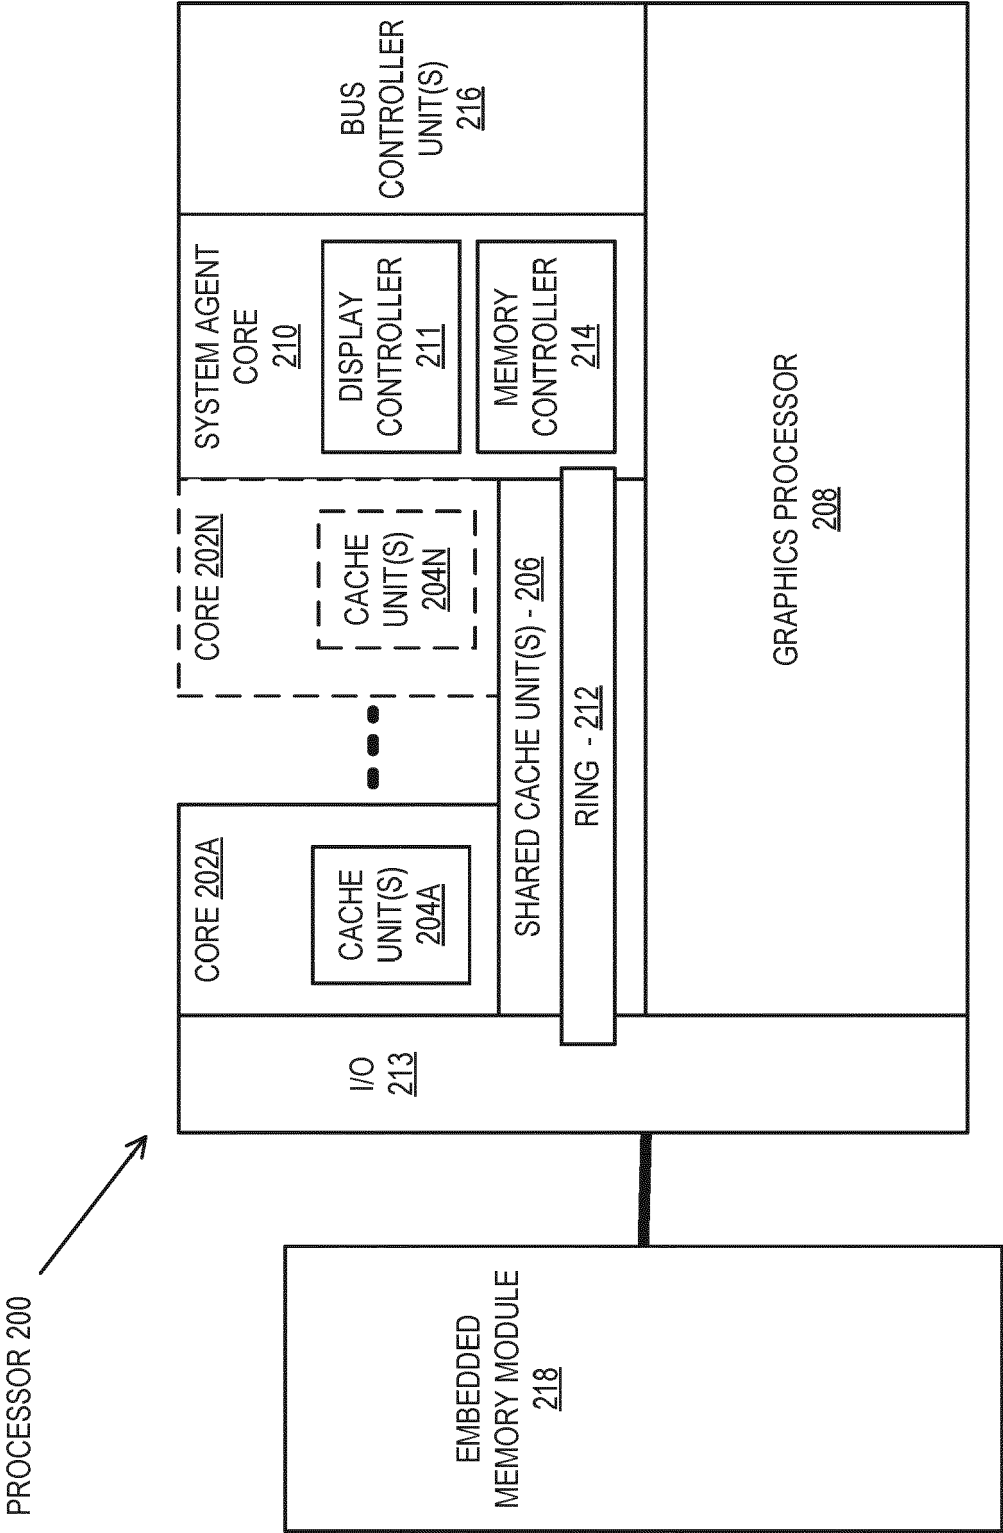 PROCESSOR 200
EMBEDDED
MEMORY MODULE
218
I/O
213
CORE 202A
CACHE
UNIT(S)
204A
CORE 202N
CACHE
UNIT(S)
204N
SHARED CACHE UNIT(S) - 206
RING - 212
SYSTEM AGENT
CORE
210
DISPLAY
CONTROLLER
211
MEMORY
CONTROLLER
214
BUS
CONTROLLER
UNIT(S)
216
GRAPHICS PROCESSOR
208